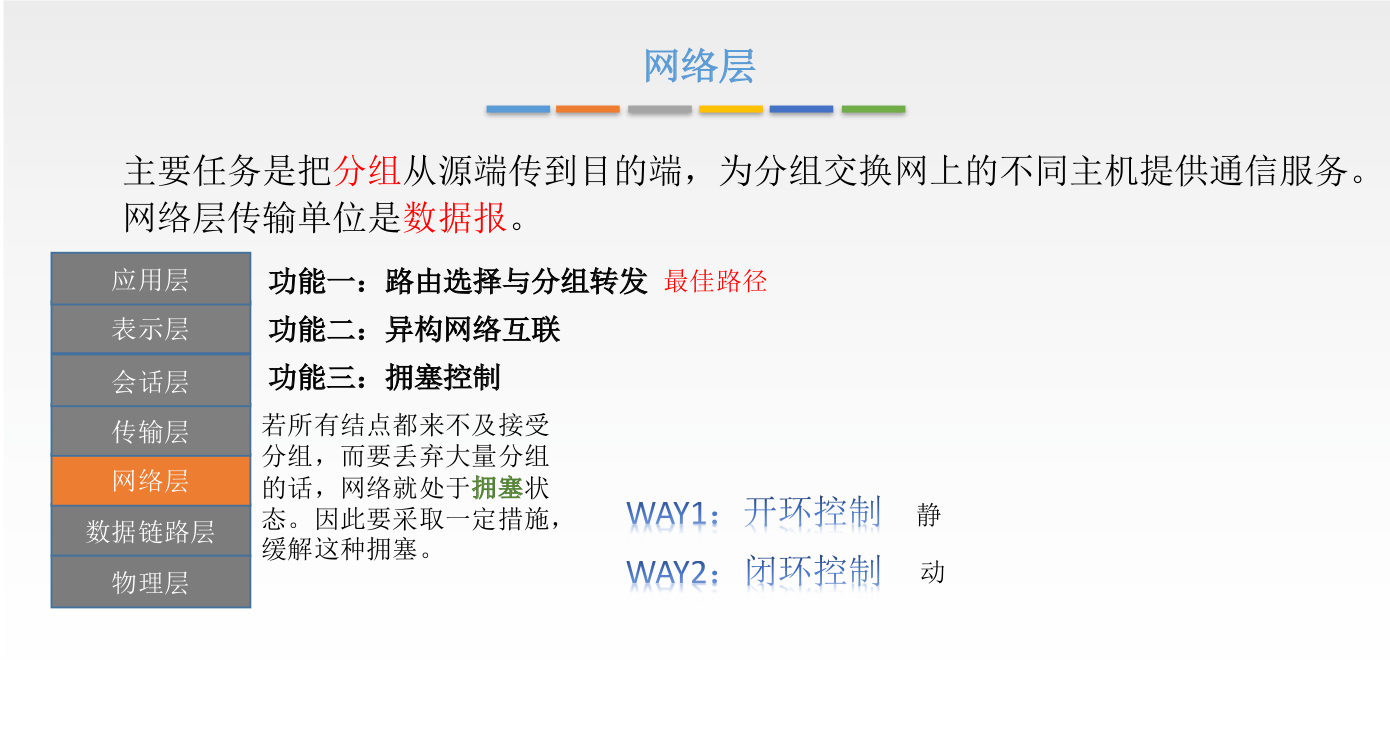 网络层
主要任务是把分组从源端传到目的端，为分组交换网上的不同主机提供通信服务。
网络层传输单位是数据报。
应用层
表示层
会话层
传输层
网络层
数据链路层
物理层
功能一：路由选择与分组转发 最佳路径
功能二：异构网络互联
功能三：拥塞控制
若所有结点都来不及接受
分组，而要丢弃大量分组
的话，网络就处于拥塞状
态。因此要采取一定措施，
缓解这种拥塞。
WAY1：开环控制 静
WAY2：闭环控制 动